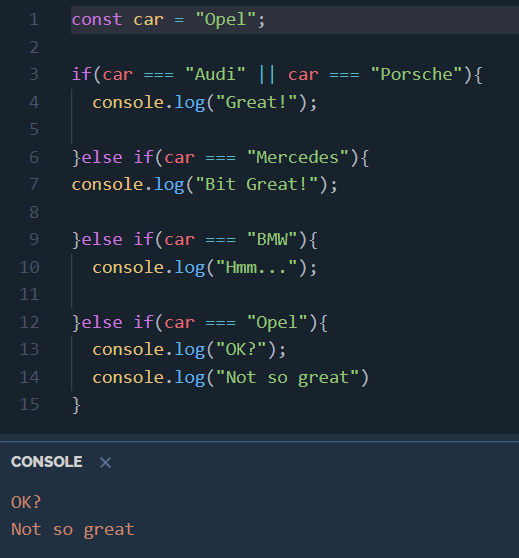 1 const car = "Opel";
2
3 if(car === "Audi" || car === "Porsche"){
4   console.log("Great!");
5
6 }else if(car === "Mercedes"){
7 console.log("Bit Great!");
8
9 }else if(car === "BMW"){
10   console.log("Hmm...");
11
12 }else if(car === "Opel"){
13   console.log("OK?");
14   console.log("Not so great")
15 }
CONSOLE ×
OK?
Not so great